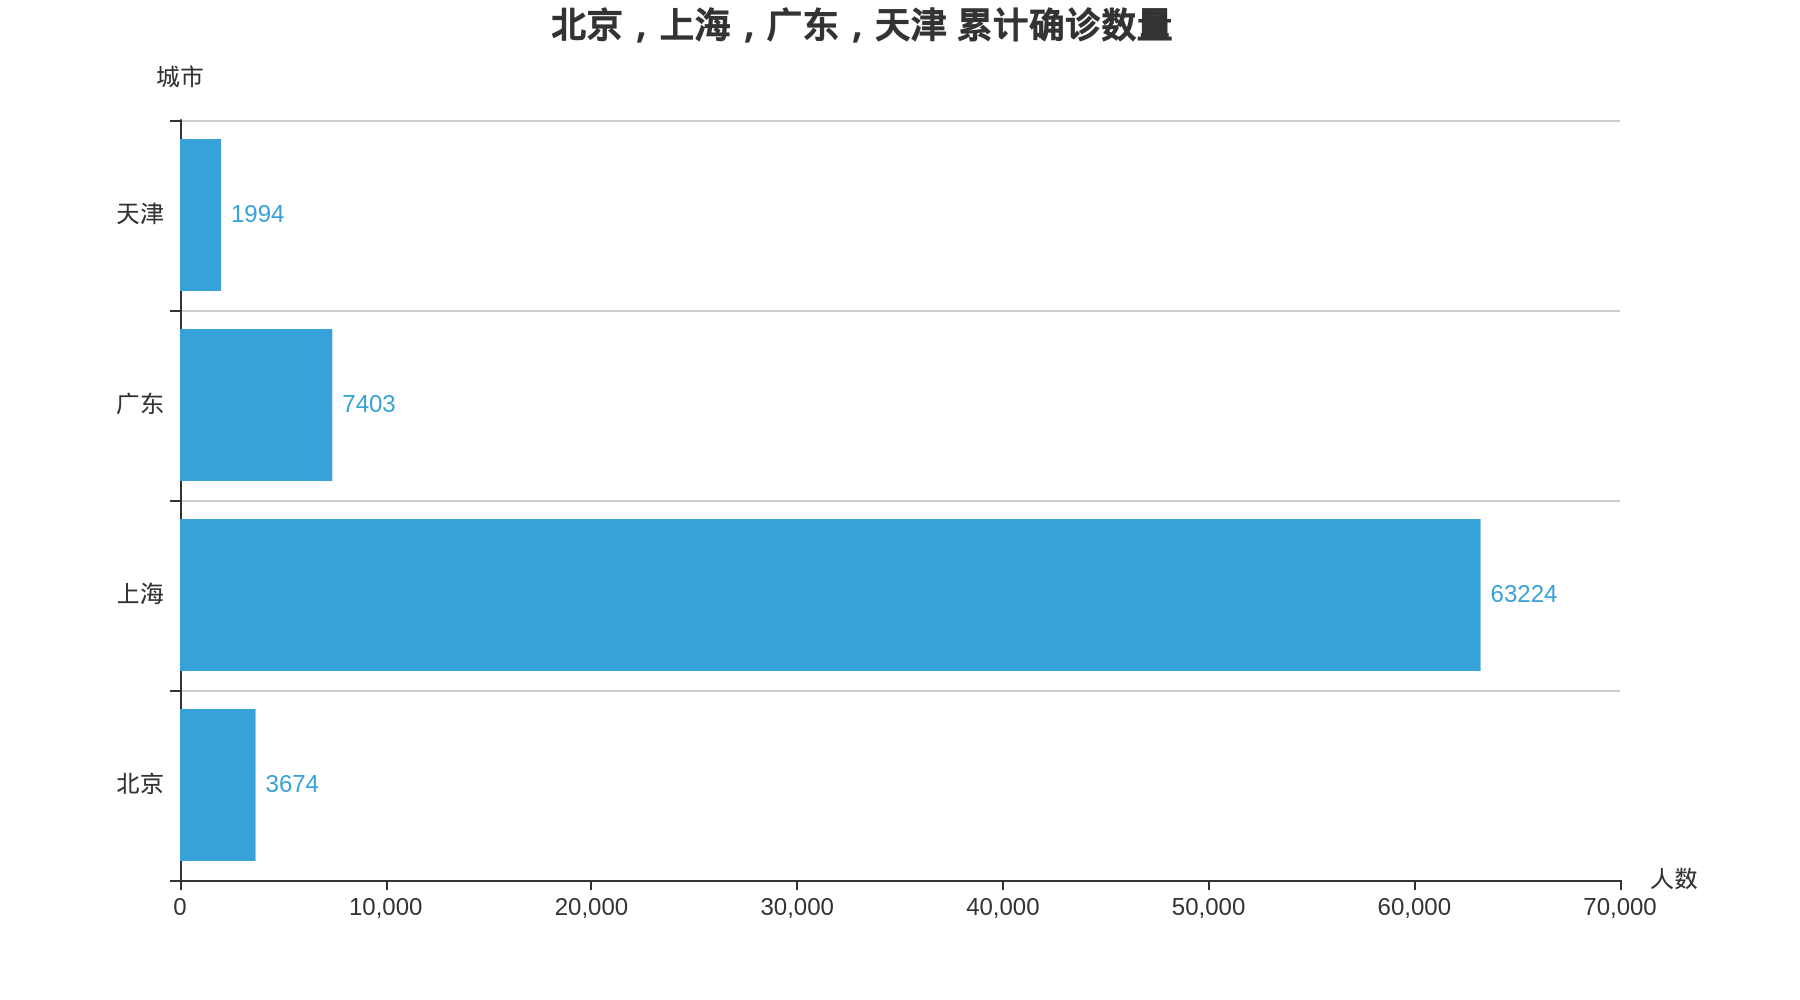 北京，上海，广东，天津 累计确诊数量
城市
天津 1994
广东 7403
上海 63224
北京 3674
人数
0 10,000 20,000 30,000 40,000 50,000 60,000 70,000